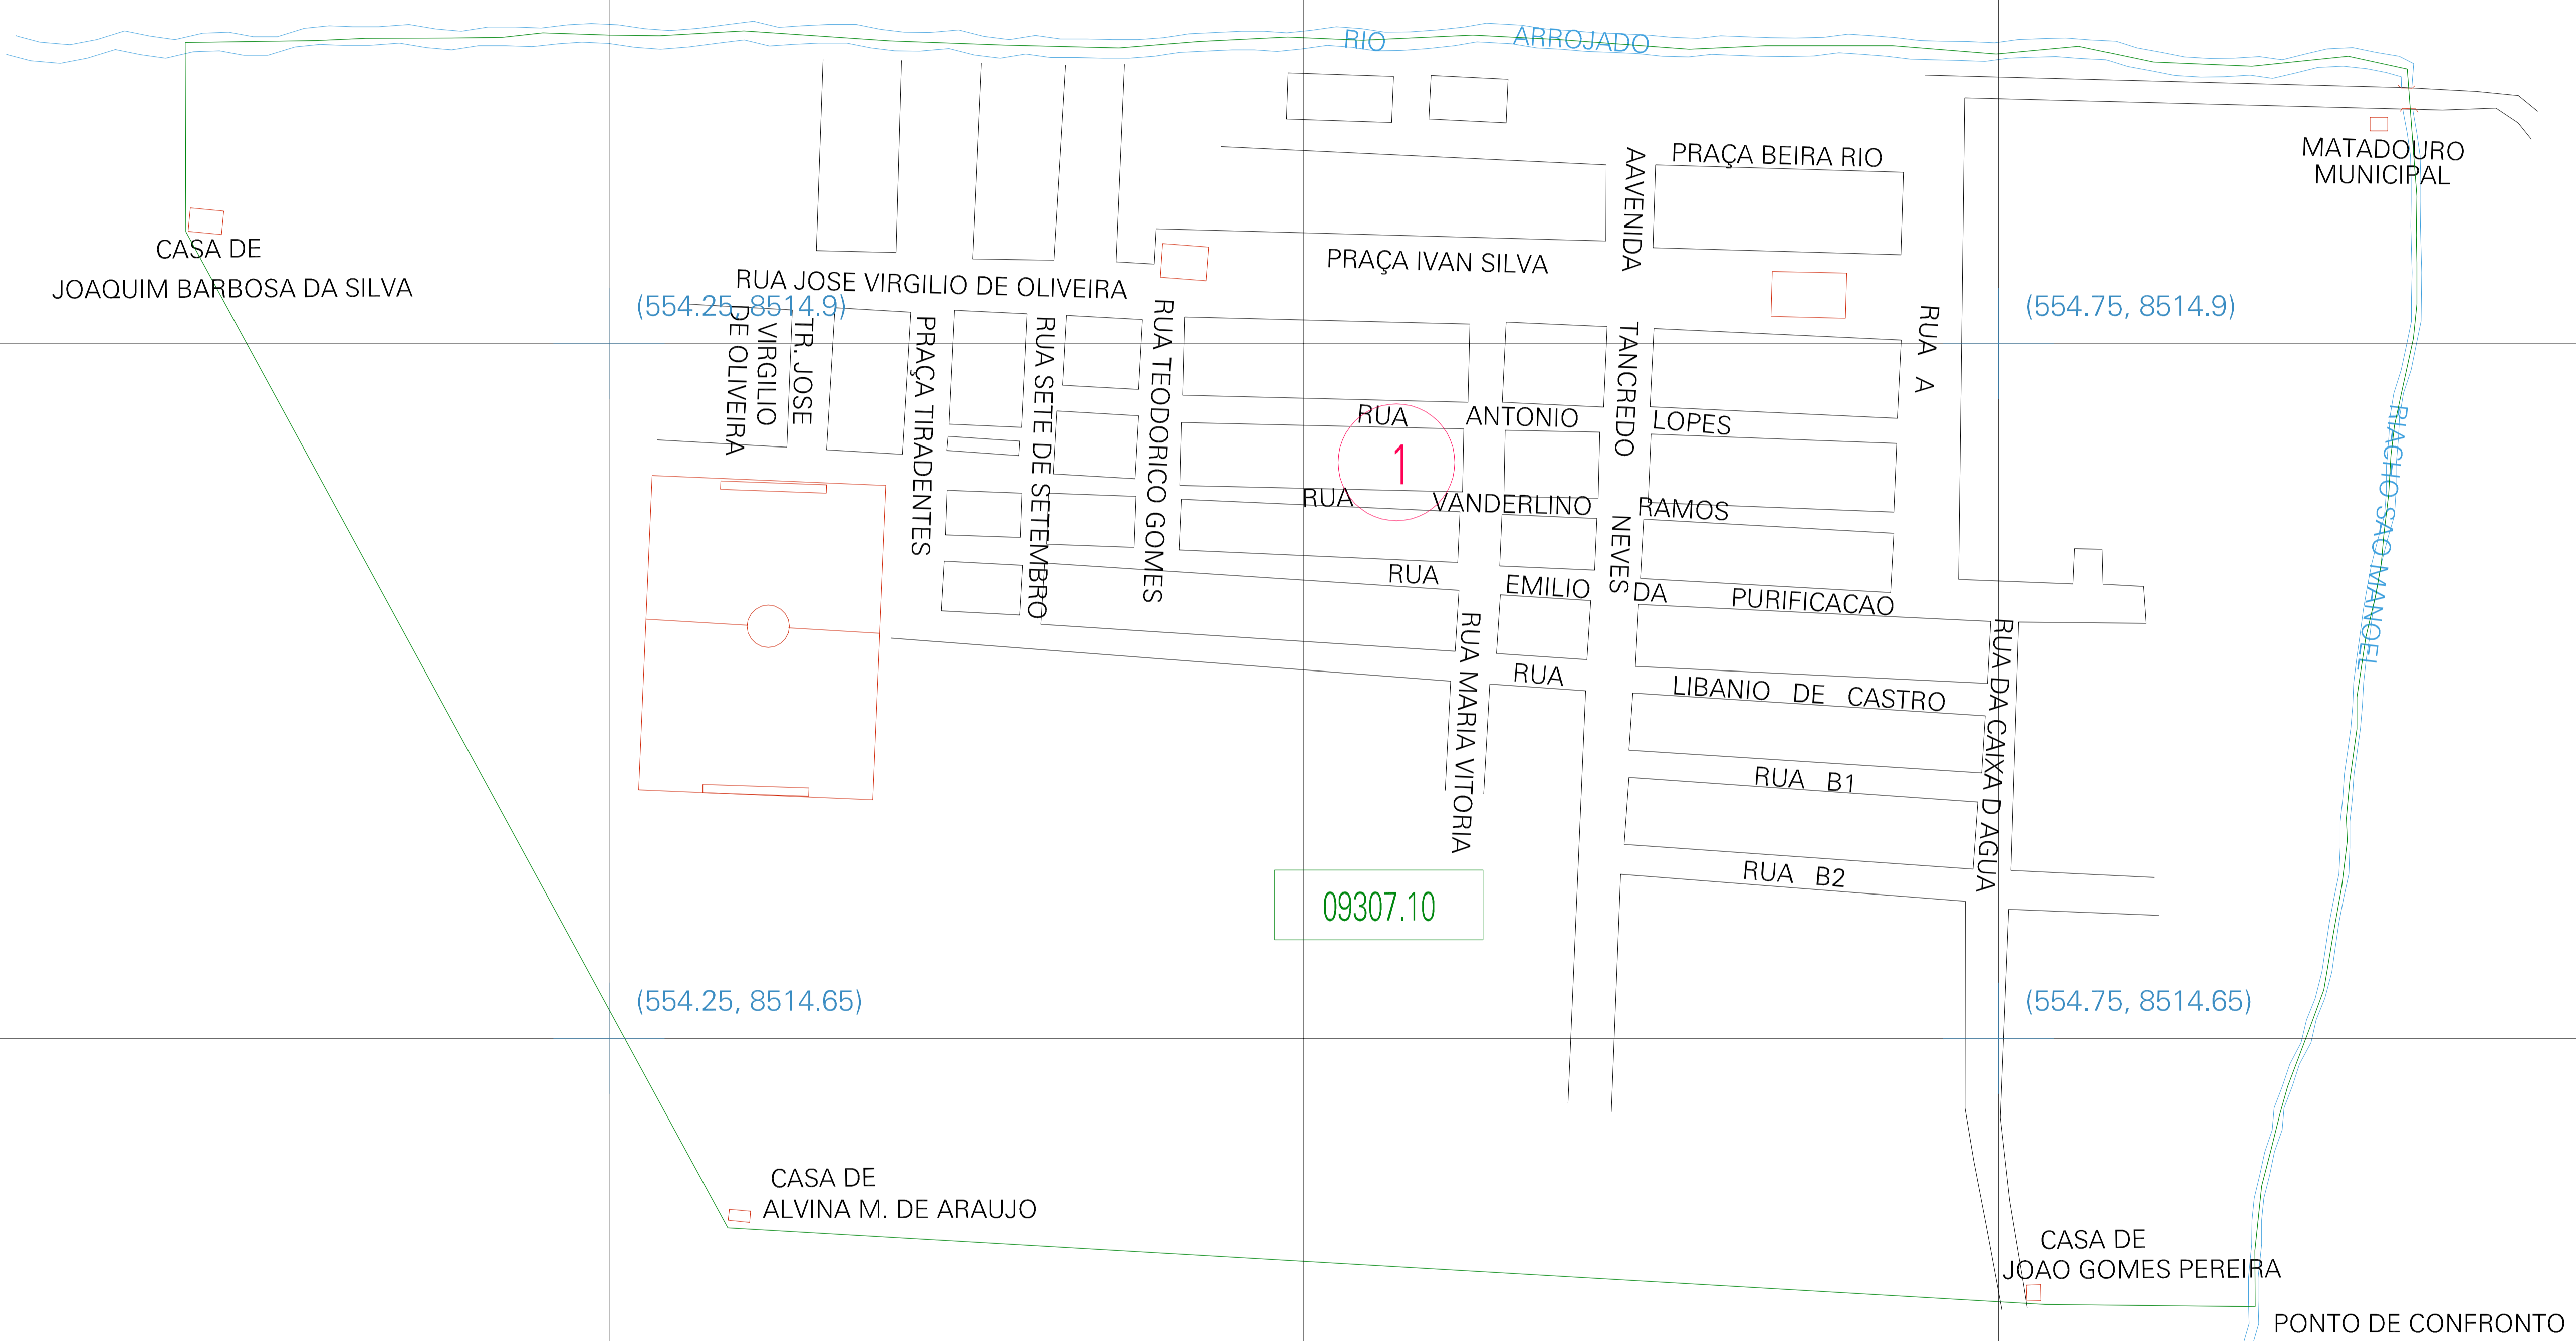 RIO ARROJADO
PRAÇA BEIRA RIO
MATADOURO
MUNICIPAL
CASA DE
JOAQUIM BARBOSA DA SILVA
PRAÇA IVAN SILVA
RUA JOSE VIRGILIO DE OLIVEIRA
(554.25, 8514.9)
(554.75, 8514.9)
TR. JOSE
VIRGILIO
DE OLIVEIRA
PRAÇA TIRADENTES
RUA SETE DE SETEMBRO
RUA TEODORICO GOMES
AAVENIDA TANCREDO NEVES
RUA A
RIACHO SAO MANOEL
RUA ANTONIO LOPES
1
RUA VANDERLINO RAMOS
RUA EMILIO DA PURIFICACAO
RUA MARIA VITORIA
RUA DA CAIXA D AGUA
RUA LIBANIO DE CASTRO
RUA B1
RUA B2
09307.10
(554.25, 8514.65)
(554.75, 8514.65)
CASA DE
ALVINA M. DE ARAUJO
CASA DE
JOAO GOMES PEREIRA
PONTO DE CONFRONTO